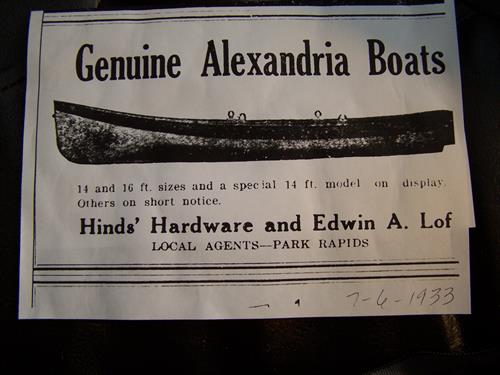 Genuine Alexandria Boats
14 and 16 ft. sizes and a special 14 ft. model on display.
Others on short notice.
Hinds' Hardware and Edwin A. Lof
LOCAL AGENTS—PARK RAPIDS
7-6-1933